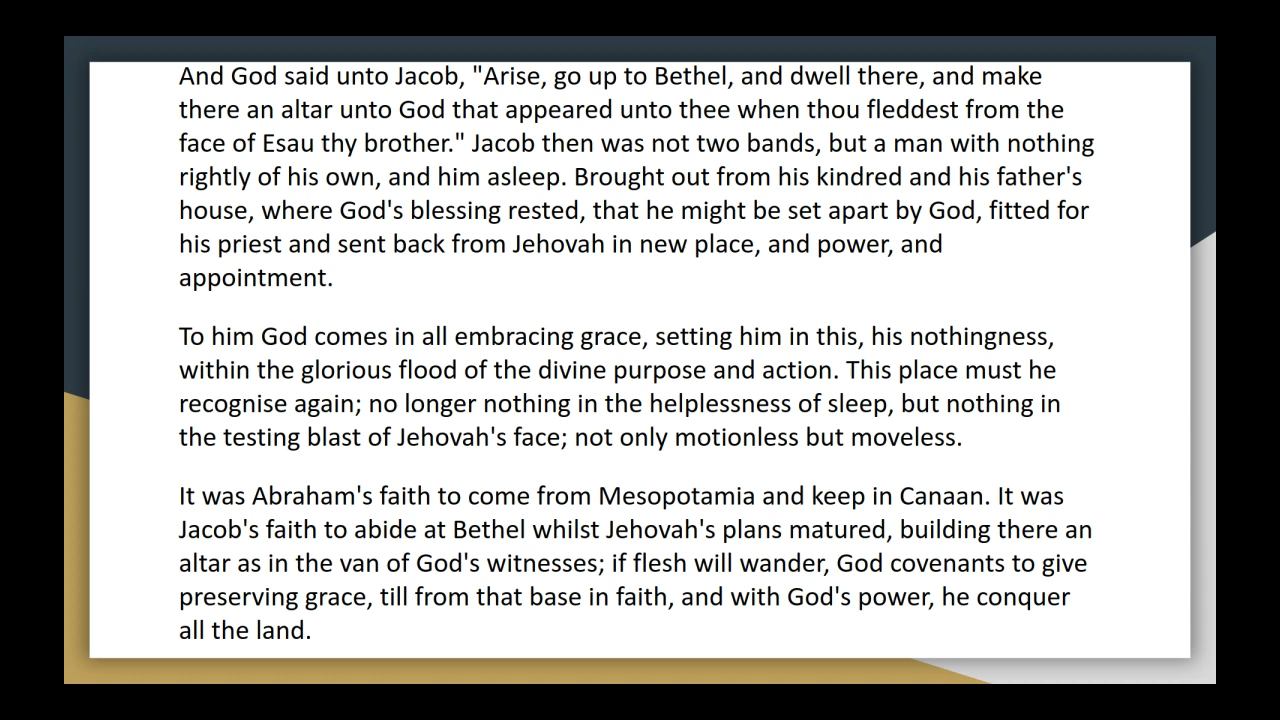 And God said unto Jacob, "Arise, go up to Bethel, and dwell there, and make
there an altar unto God that appeared unto thee when thou fleddest from the
face of Esau thy brother." Jacob then was not two bands, but a man with nothing
rightly of his own, and him asleep. Brought out from his kindred and his father's
house, where God's blessing rested, that he might be set apart by God, fitted for
his priest and sent back from Jehovah in new place, and power, and
appointment.
To him God comes in all embracing grace, setting him in this, his nothingness,
within the glorious flood of the divine purpose and action. This place must he
recognise again; no longer nothing in the helplessness of sleep, but nothing in
the testing blast of Jehovah's face; not only motionless but moveless.
It was Abraham's faith to come from Mesopotamia and keep in Canaan. It was
Jacob's faith to abide at Bethel whilst Jehovah's plans matured, building there an
altar as in the van of God's witnesses; if flesh will wander, God covenants to give
preserving grace, till from that base in faith, and with God's power, he conquer
all the land.